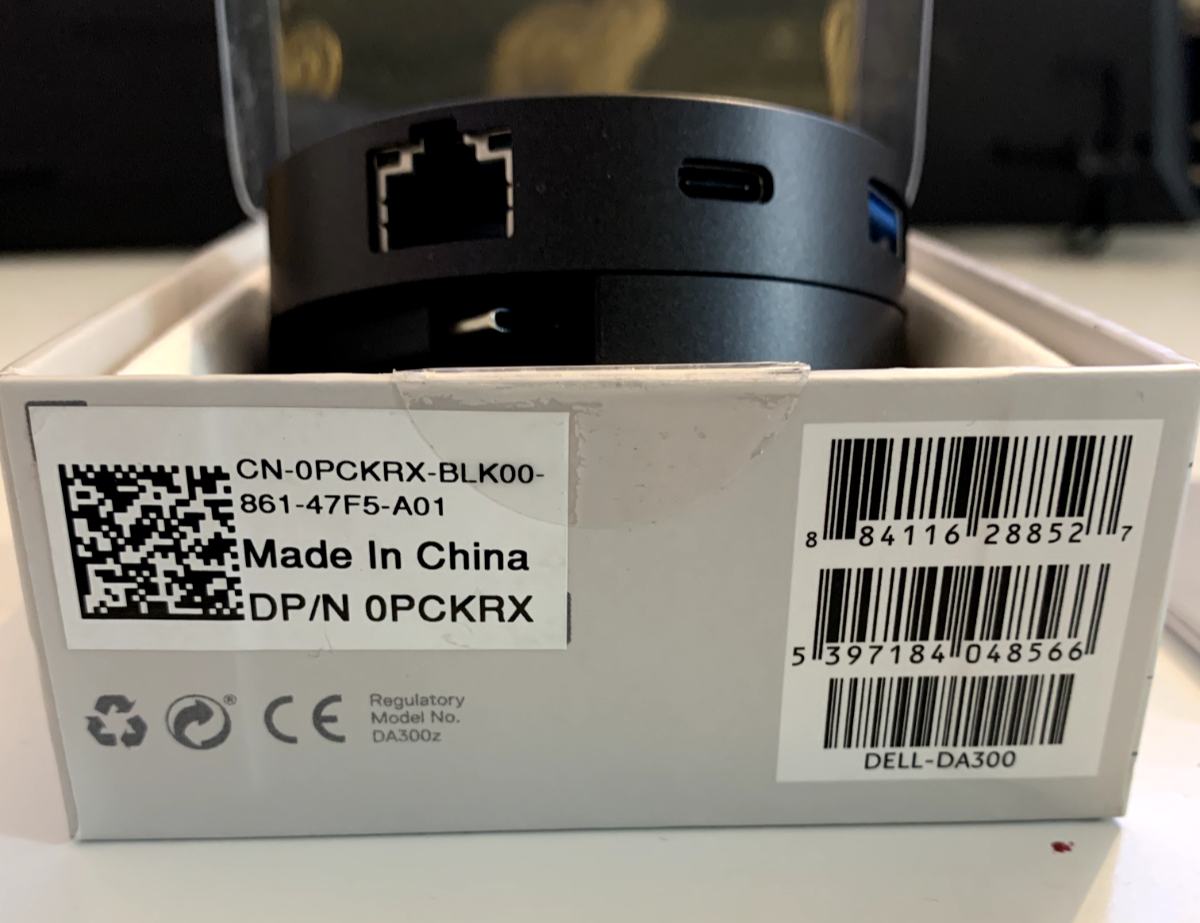 CN-0PCKRX-BLK00-
861-47F5-A01
Made In China
DP/N 0PCKRX
® CE
Regulatory
Model No.
DA300z
8 84116 28852 7
5 397184 048566
DELL-DA300